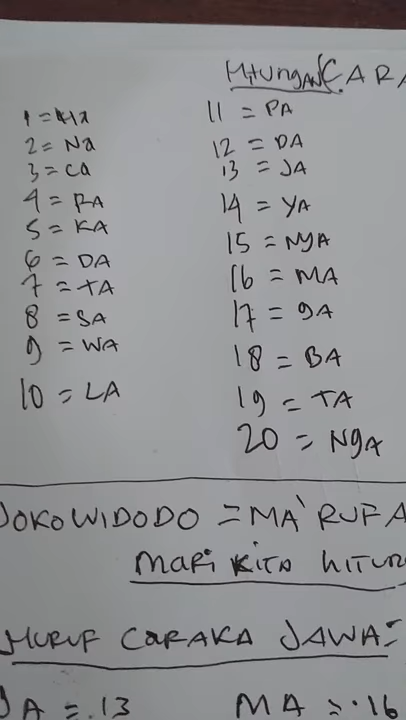 Hitungan CARA
1 = Ha
2 = Na
3 = Ca
4 = RA
5 = KA
6 = DA
7 = TA
8 = SA
9 = WA
10 = LA
11 = PA
12 = DA
13 = JA
14 = YA
15 = NyA
16 = MA
17 = gA
18 = BA
19 = TA
20 = NgA
JOKOWIDODO = MA'RUF A
MARi KiTA HiTUN
HURUF CARAKA JAWA =
JA = 13 MA = 16